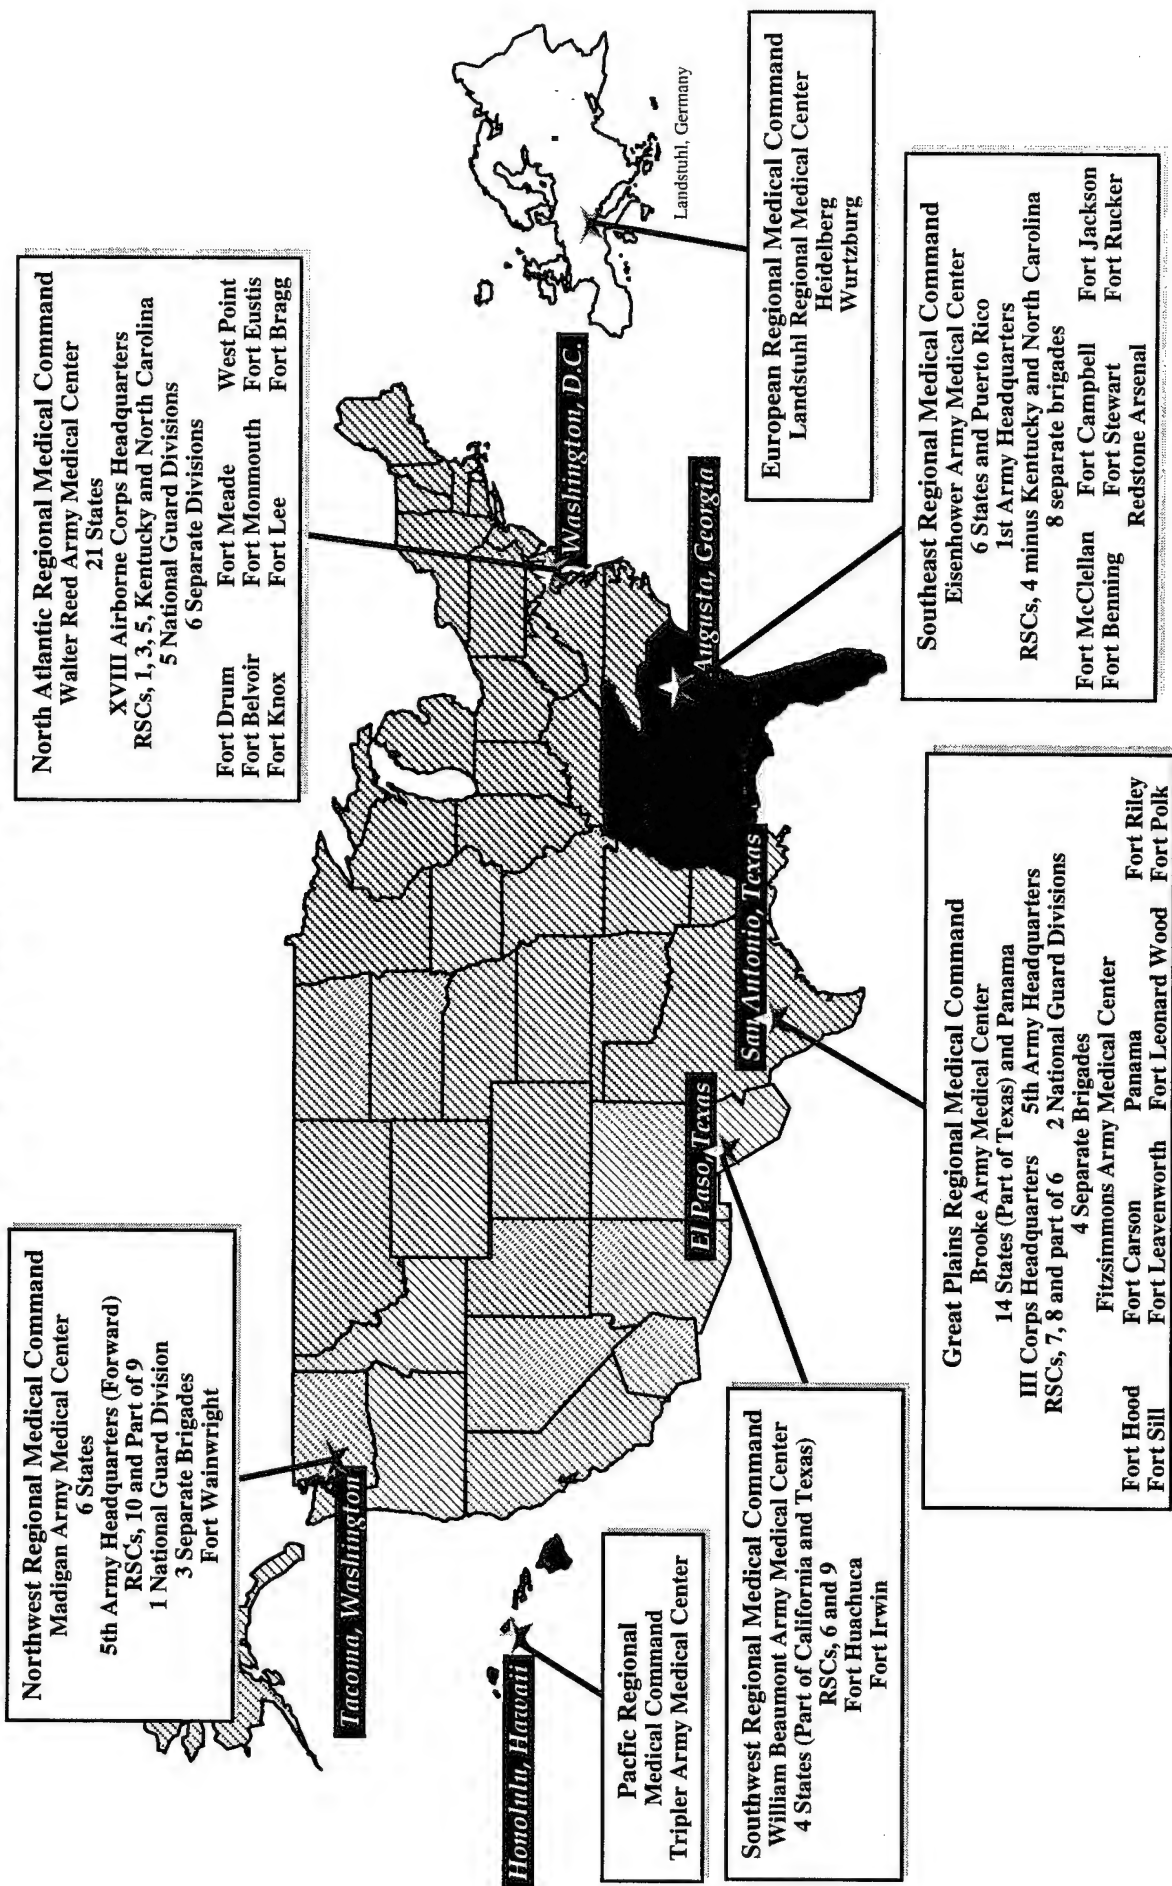 Northwest Regional Medical Command
Madigan Army Medical Center
6 States
5th Army Headquarters (Forward)
RSCs, 10 and Part of 9
1 National Guard Division
3 Separate Brigades
Fort Wainwright
North Atlantic Regional Medical Command
Walter Reed Army Medical Center
21 States
XVIII Airborne Corps Headquarters
RSCs, 1, 3, 5, Kentucky and North Carolina
5 National Guard Divisions
6 Separate Divisions
Fort Drum Fort Meade West Point
Fort Belvoir Fort Monmouth Fort Eustis
Fort Knox Fort Lee Fort Bragg
Tacoma, Washington
Honolulu, Hawaii
Washington, D.C.
Landstuhl, Germany
El Paso, Texas
San Antonio, Texas
Augusta, Georgia
Pacfic Regional
Medical Command
Tripler Army Medical Center
European Regional Medical Command
Landstuhl Regional Medical Center
Heidelberg
Wurtzburg
Southwest Regional Medical Command
William Beaumont Army Medical Center
4 States (Part of California and Texas)
RSCs, 6 and 9
Fort Huachuca
Fort Irwin
Great Plains Regional Medical Command
Brooke Army Medical Center
14 States (Part of Texas) and Panama
III Corps Headquarters 5th Army Headquarters
RSCs, 7, 8 and part of 6 2 National Guard Divisions
4 Separate Brigades
Fitzsimmons Army Medical Center
Fort Hood Fort Carson Panama Fort Riley
Fort Sill Fort Leavenworth Fort Leonard Wood Fort Polk
Southeast Regional Medical Command
Eisenhower Army Medical Center
6 States and Puerto Rico
1st Army Headquarters
RSCs, 4 minus Kentucky and North Carolina
8 separate brigades
Fort McClellan Fort Campbell Fort Jackson
Fort Benning Fort Stewart Fort Rucker
Redstone Arsenal